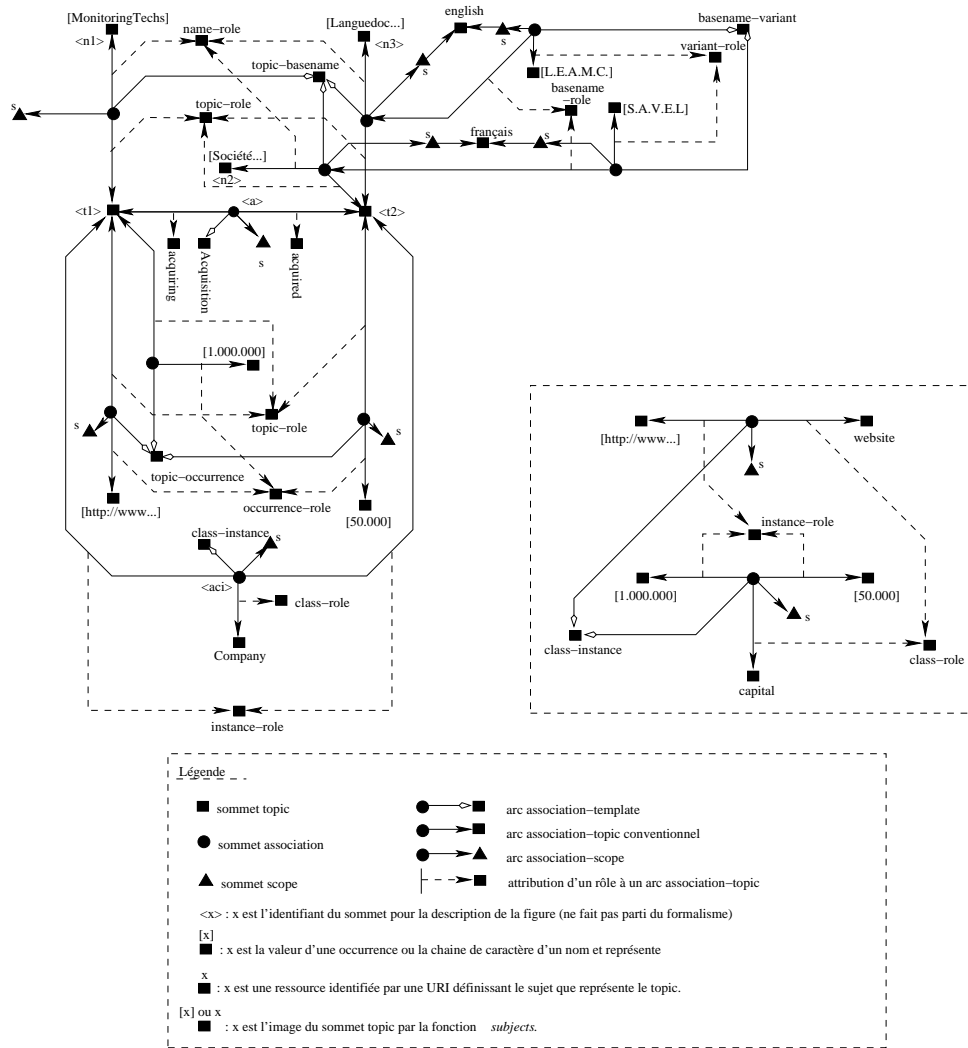 [MonitoringTechs]
<n1>
name−role
[Languedoc...]
<n3>
english
basename−variant
variant−role
topic−basename
s
s
s
[L.E.A.M.C.]
basename
−role
[S.A.V.E.L]
topic−role
s
français
s
[Société...]
<n2>
<t1>
<a>
<t2>
acquiring
Acquisition
s
acquired
[1.000.000]
s
topic−role
s
topic−occurrence
[http://www...]
occurrence−role
[50.000]
class−instance
s
<aci>
class−role
Company
instance−role
[http://www...]
website
s
instance−role
[1.000.000]
[50.000]
s
class−instance
class−role
capital
Légende
sommet topic
arc association−template
arc association−topic conventionnel
sommet association
arc association−scope
sommet scope
attribution d'un rôle à un arc association−topic
<x> : x est l'identifiant du sommet pour la description de la figure (ne fait pas parti du formalisme)
[x]
: x est la valeur d'une occurrence ou la chaine de caractère d'un nom et représente
x
: x est une ressource identifiée par une URI définissant le sujet que représente le topic.
[x] ou x
: x est l'image du sommet topic par la fonction subjects.